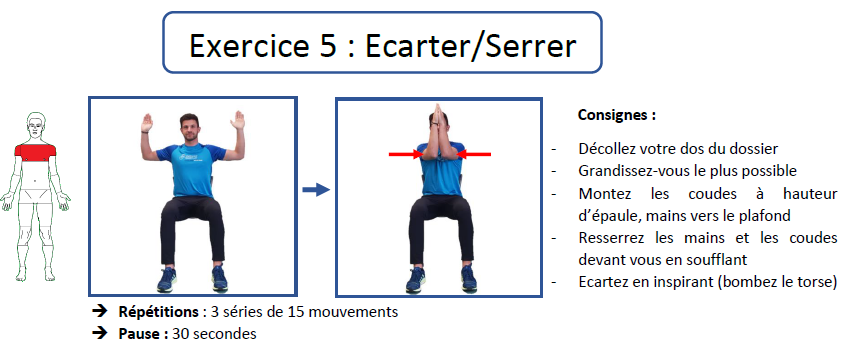 Exercice 5 : Ecarter/Serrer
Consignes :
- Décollez votre dos du dossier
- Grandissez-vous le plus possible
- Montez les coudes à hauteur
d’épaule, mains vers le plafond
- Resserrez les mains et les coudes
devant vous en soufflant
- Ecartez en inspirant (bombez le torse)
➔ Répétitions : 3 séries de 15 mouvements
➔ Pause : 30 secondes